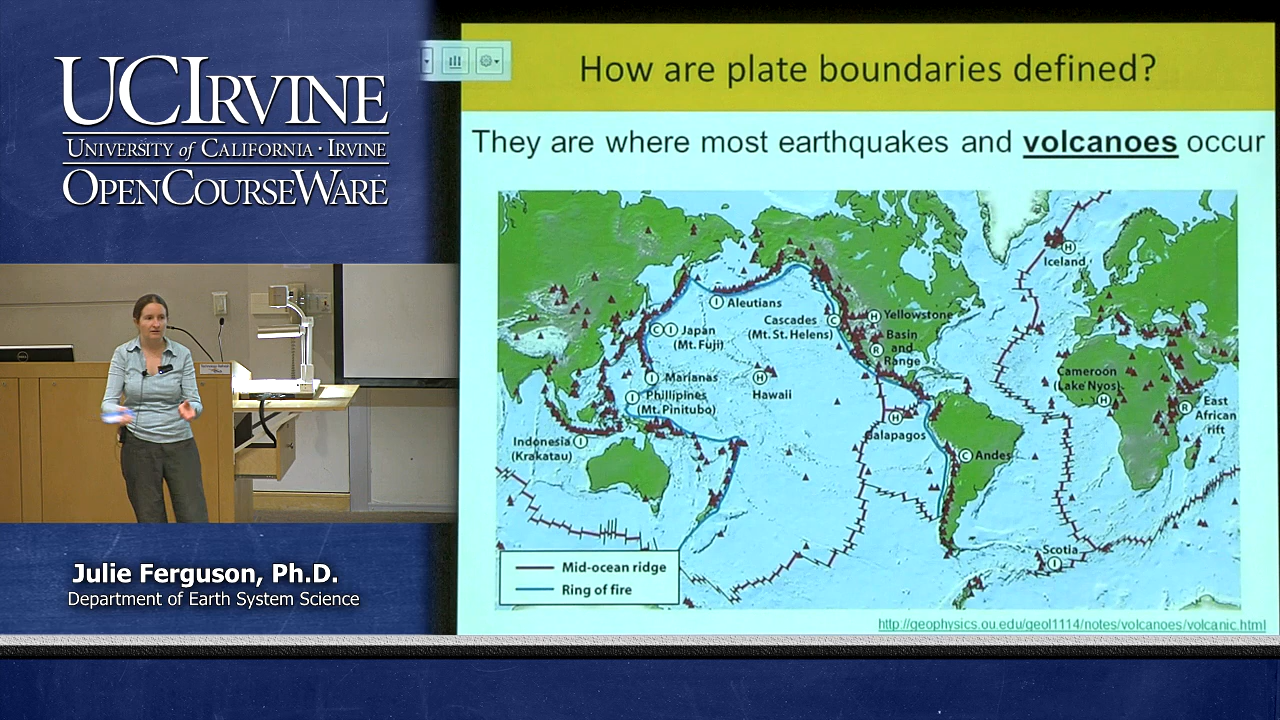 UCIRVINE
UNIVERSITY of CALIFORNIA · IRVINE
OPENCOURSEWARE
Julie Ferguson, Ph.D.
Department of Earth System Science
How are plate boundaries defined?
They are where most earthquakes and volcanoes occur
H
Iceland
I Aleutians
Cascades C
(Mt. St. Helens)
H Yellowstone
Basin
R and
Range
C I Japan
(Mt. Fuji)
I Marianas
H
Hawaii
I Phillipines
(Mt. Pinitubo)
Cameroon
(Lake Nyos)
H
East
R African
rift
H
Galapagos
Indonesia I
(Krakatau)
C Andes
Scotia
I
Mid-ocean ridge
Ring of fire
http://geophysics.ou.edu/geol1114/notes/volcanoes/volcanic.html